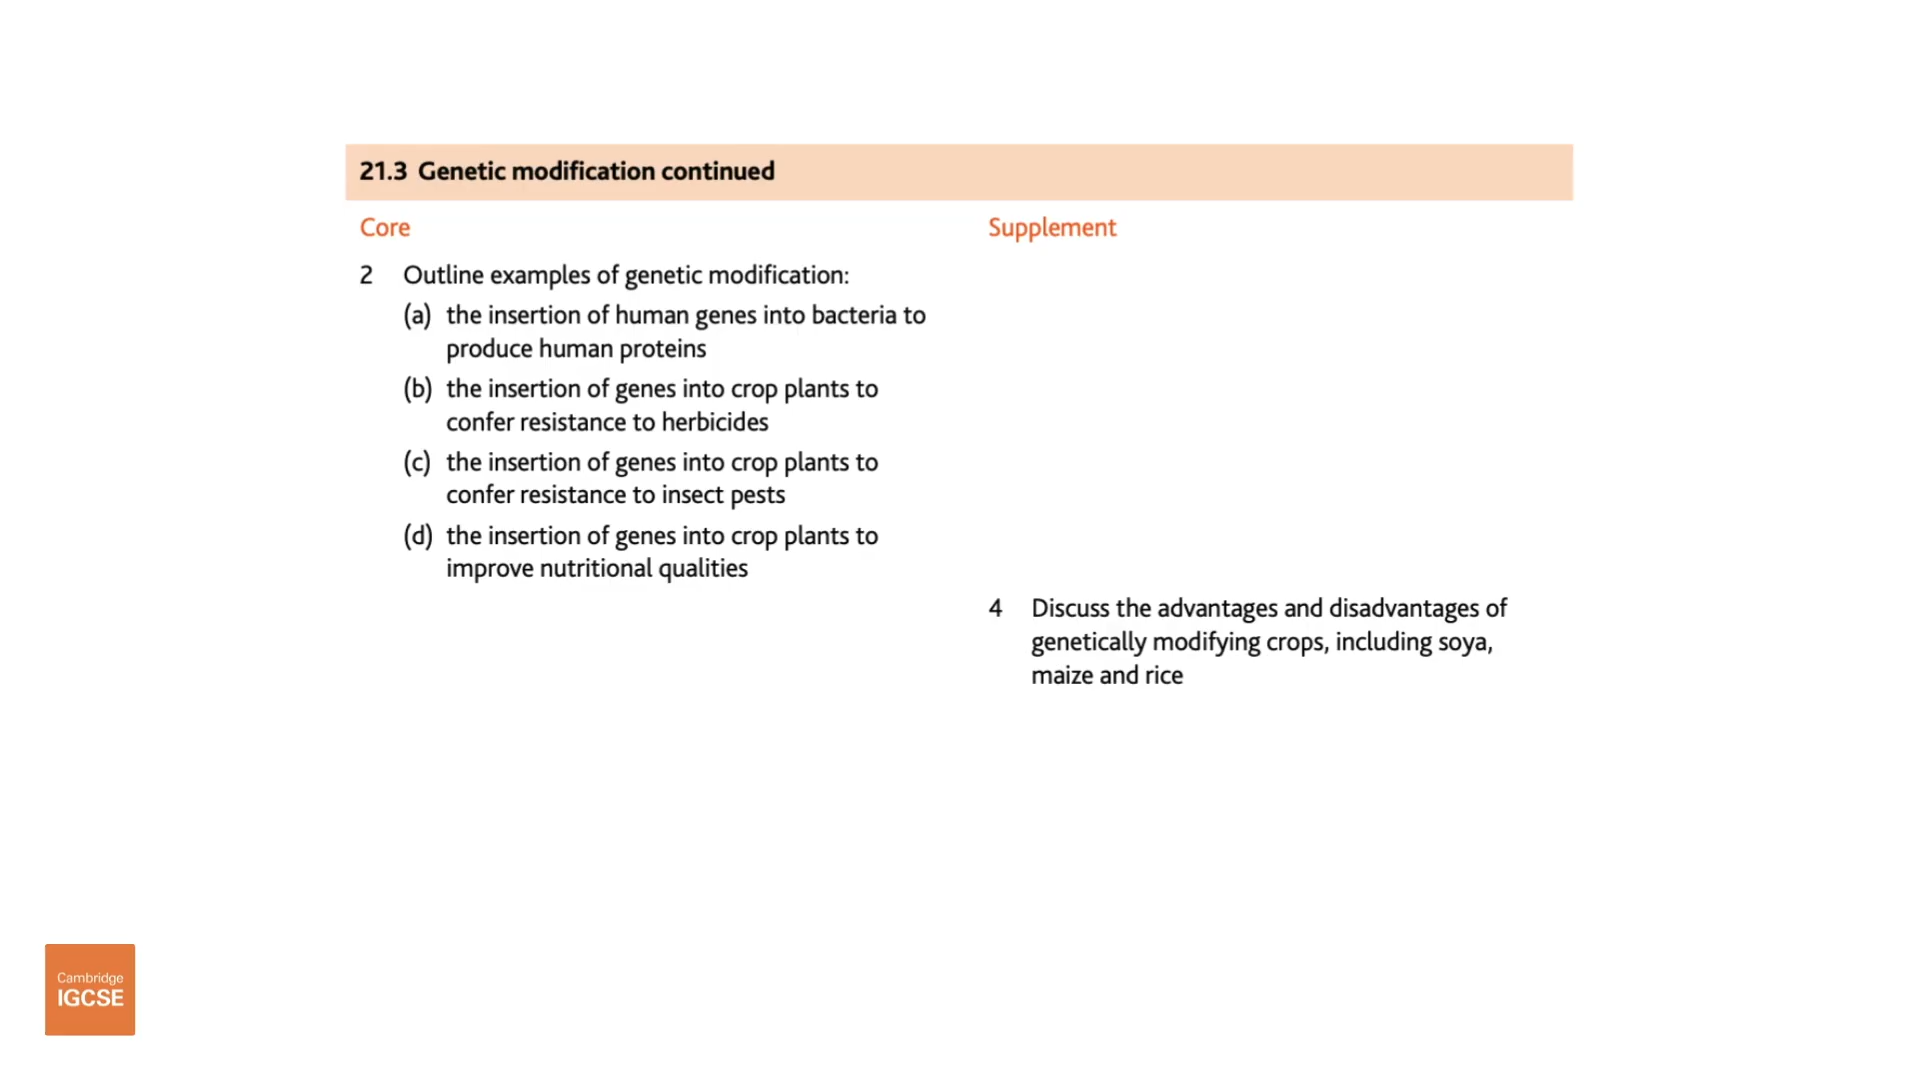 21.3 Genetic modification continued
Core
Supplement
2 Outline examples of genetic modification:
(a) the insertion of human genes into bacteria to
produce human proteins
(b) the insertion of genes into crop plants to
confer resistance to herbicides
(c) the insertion of genes into crop plants to
confer resistance to insect pests
(d) the insertion of genes into crop plants to
improve nutritional qualities
4 Discuss the advantages and disadvantages of
genetically modifying crops, including soya,
maize and rice
Cambridge
IGCSE